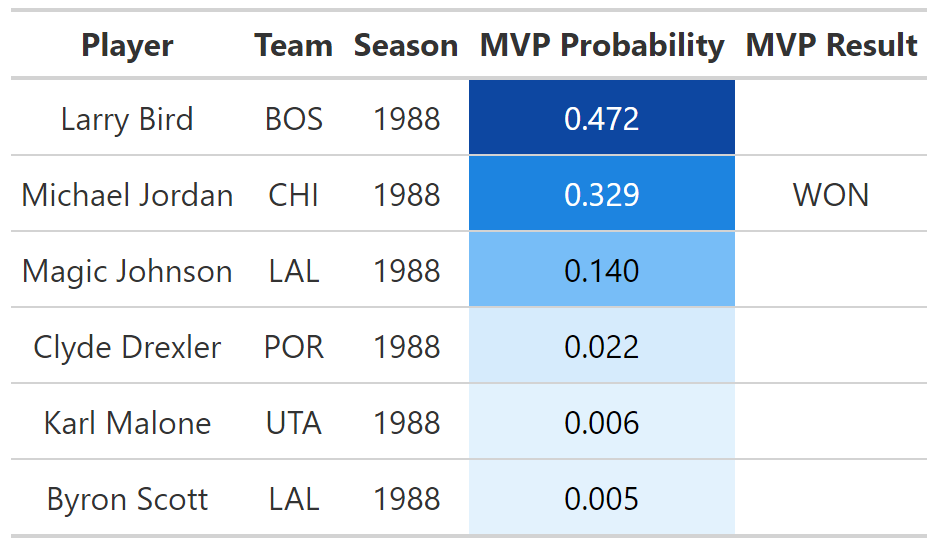 Player Team Season MVP Probability MVP Result
Larry Bird BOS 1988 0.472
Michael Jordan CHI 1988 0.329 WON
Magic Johnson LAL 1988 0.140
Clyde Drexler POR 1988 0.022
Karl Malone UTA 1988 0.006
Byron Scott LAL 1988 0.005